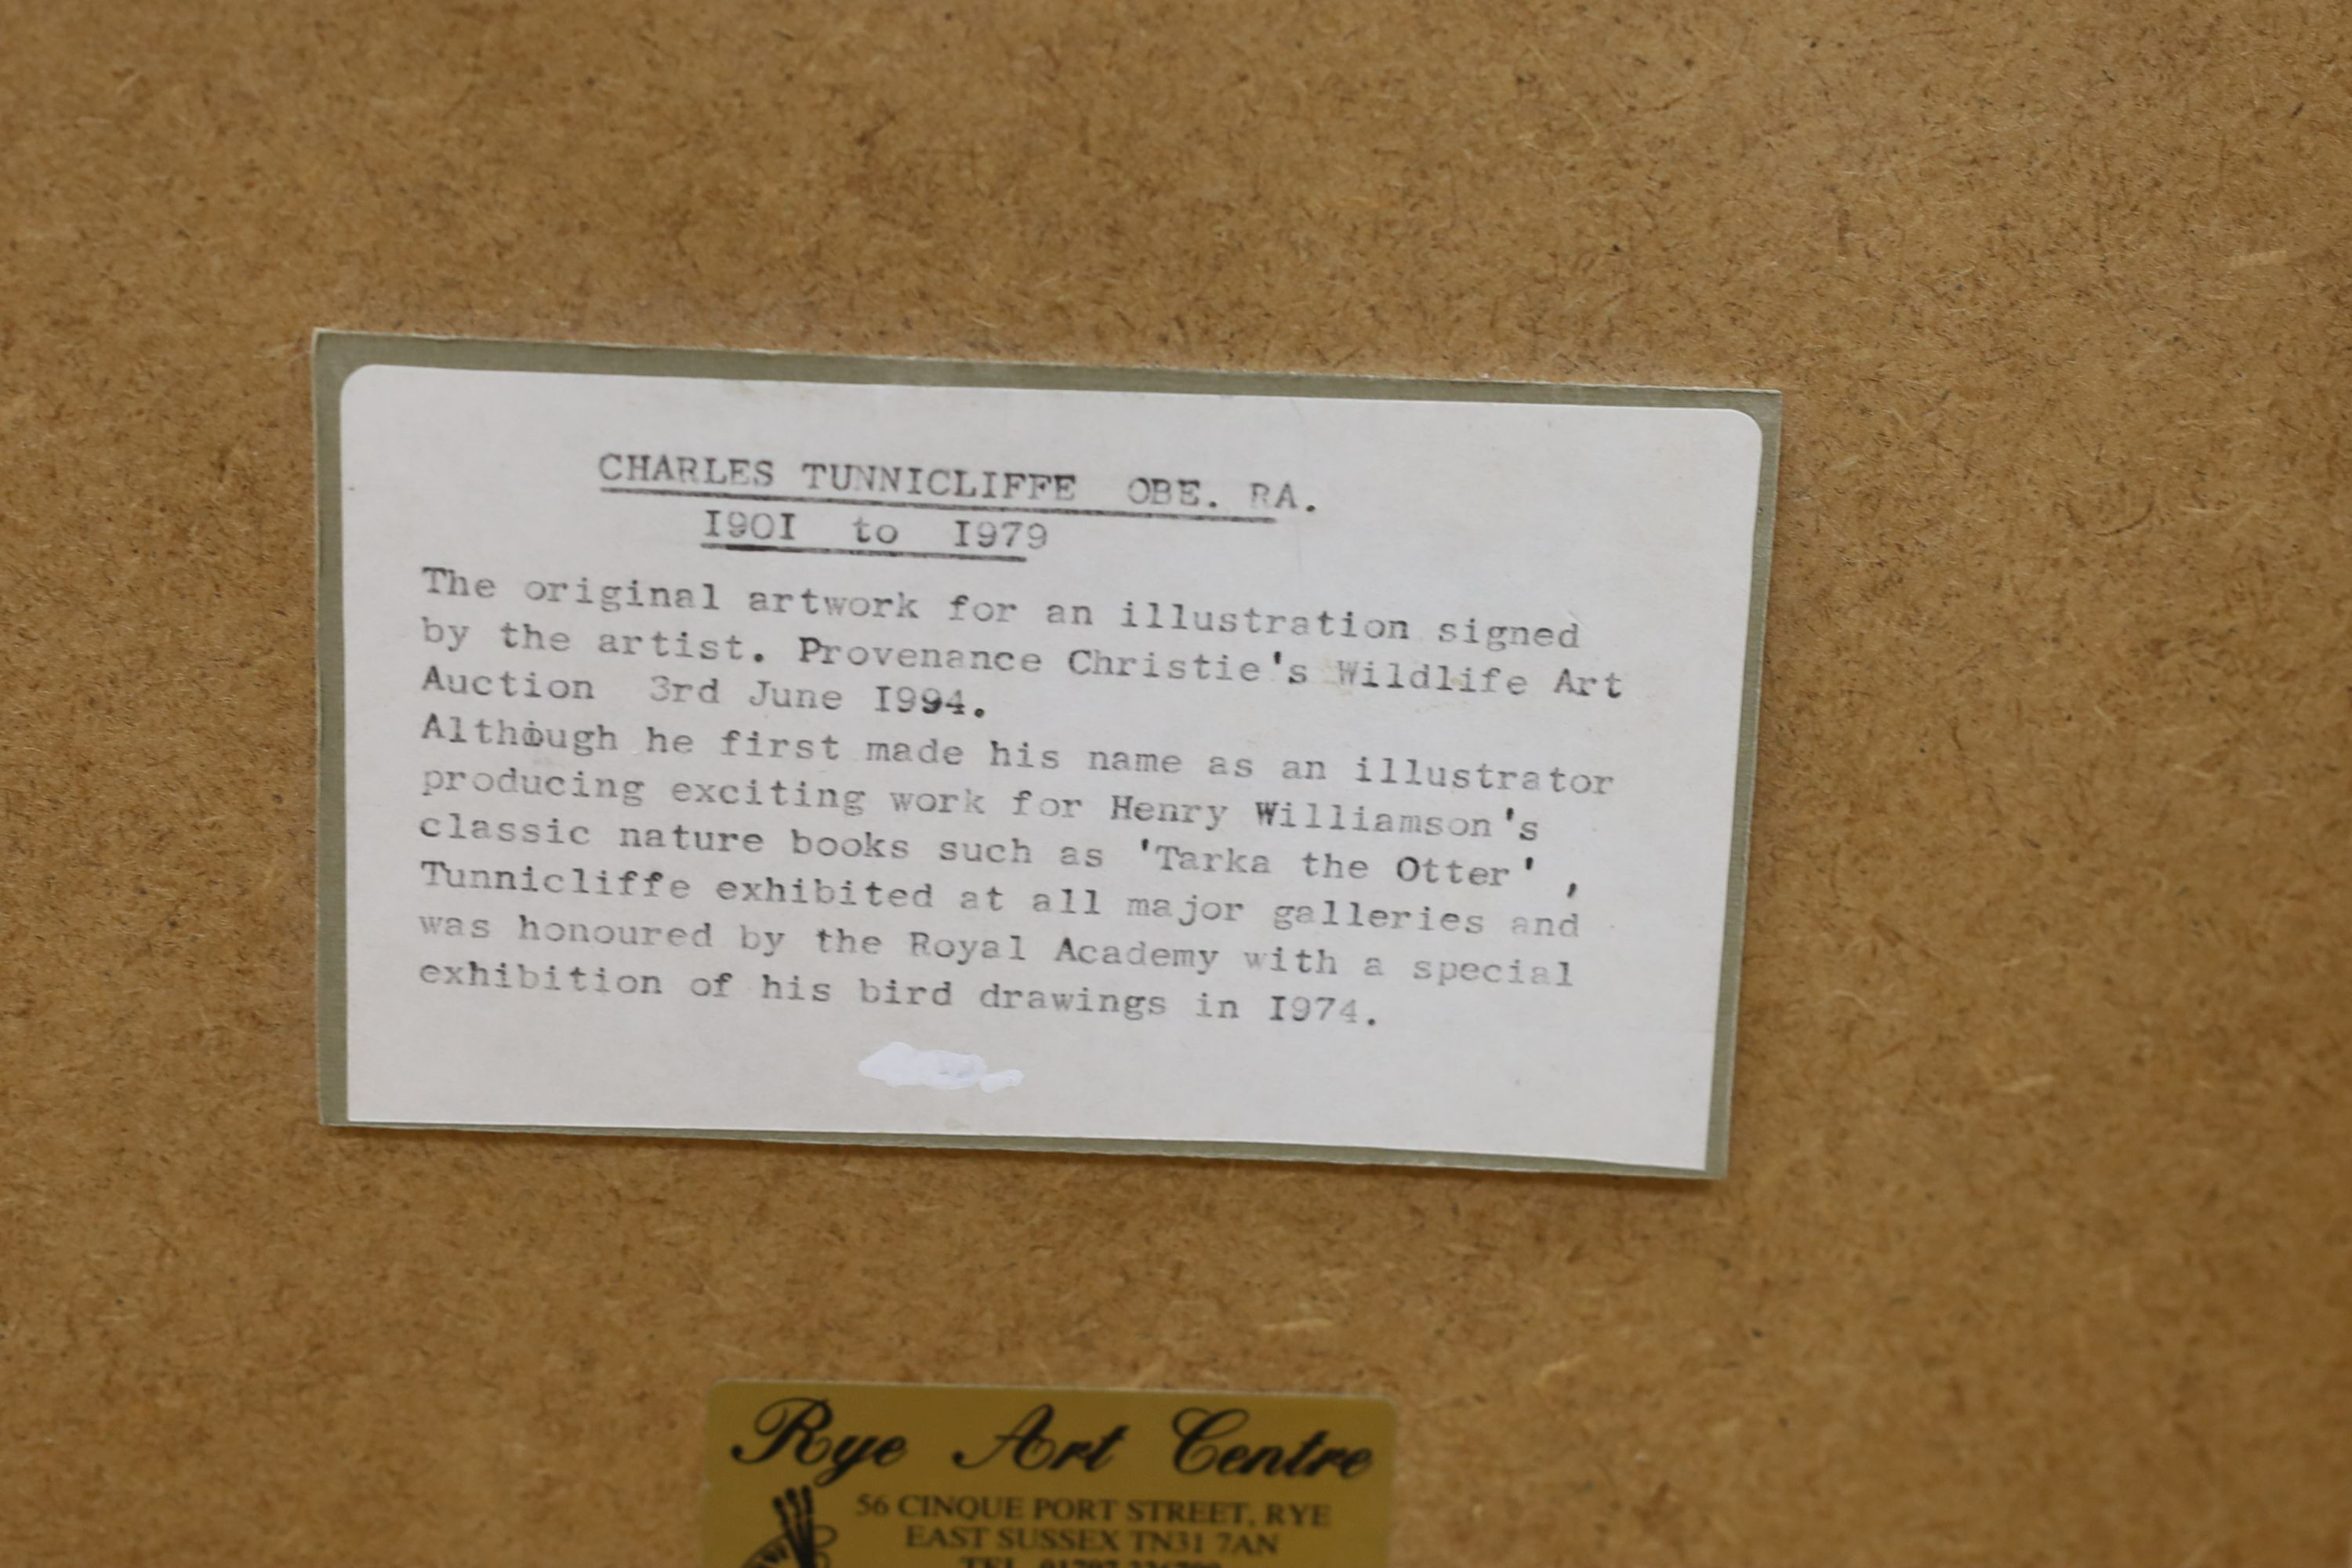 CHARLES TUNNICLIFFE OBE. RA.
I90I to I979
The original artwork for an illustration signed
by the artist. Provenance Christie's Wildlife Art
Auction 3rd June I994.
Although he first made his name as an illustrator
producing exciting work for Henry Williamson's
classic nature books such as 'Tarka the Otter' ,
Tunnicliffe exhibited at all major galleries and
was honoured by the Royal Academy with a special
exhibition of his bird drawings in I974.
Rye Art Centre
56 CINQUE PORT STREET, RYE
EAST SUSSEX TN31 7AN
TEL